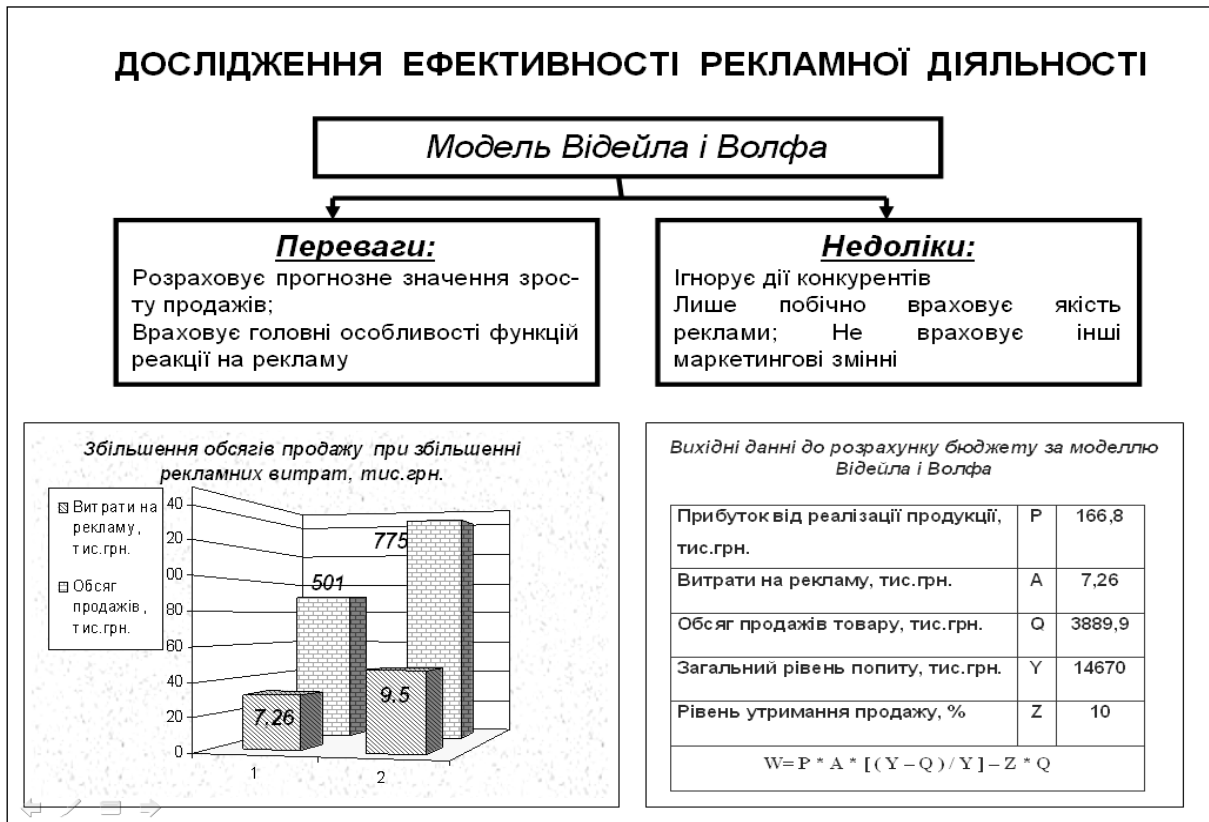 ДОСЛІДЖЕННЯ ЕФЕКТИВНОСТІ РЕКЛАМНОЇ ДІЯЛЬНОСТІ
Модель Відейла і Волфа
Переваги:
Розраховує прогнозне значення зрос-
ту продажів;
Враховує головні особливості функцій
реакції на рекламу
Недоліки:
Ігнорує дії конкурентів
Лише побічно враховує якість
реклами; Не враховує інші
маркетингові змінні
Збільшення обсягів продажу при збільшенні
рекламних витрат, тис.грн.
Витрати на
рекламу,
тис.грн.
Обсяг
продажів,
тис.грн.
40
20
00
80
60
40
20
0
7,26
501
9,5
775
1
2
Вихідні данні до розрахунку бюджету за моделлю
Відейла і Волфа
Прибуток від реалізації продукції, P 166,8
тис.грн.
Витрати на рекламу, тис.грн. A 7,26
Обсяг продажів товару, тис.грн. Q 3889,9
Загальний рівень попиту, тис.грн. Y 14670
Рівень утримання продажу, % Z 10
W= P * A * [ ( Y – Q ) / Y ] – Z * Q